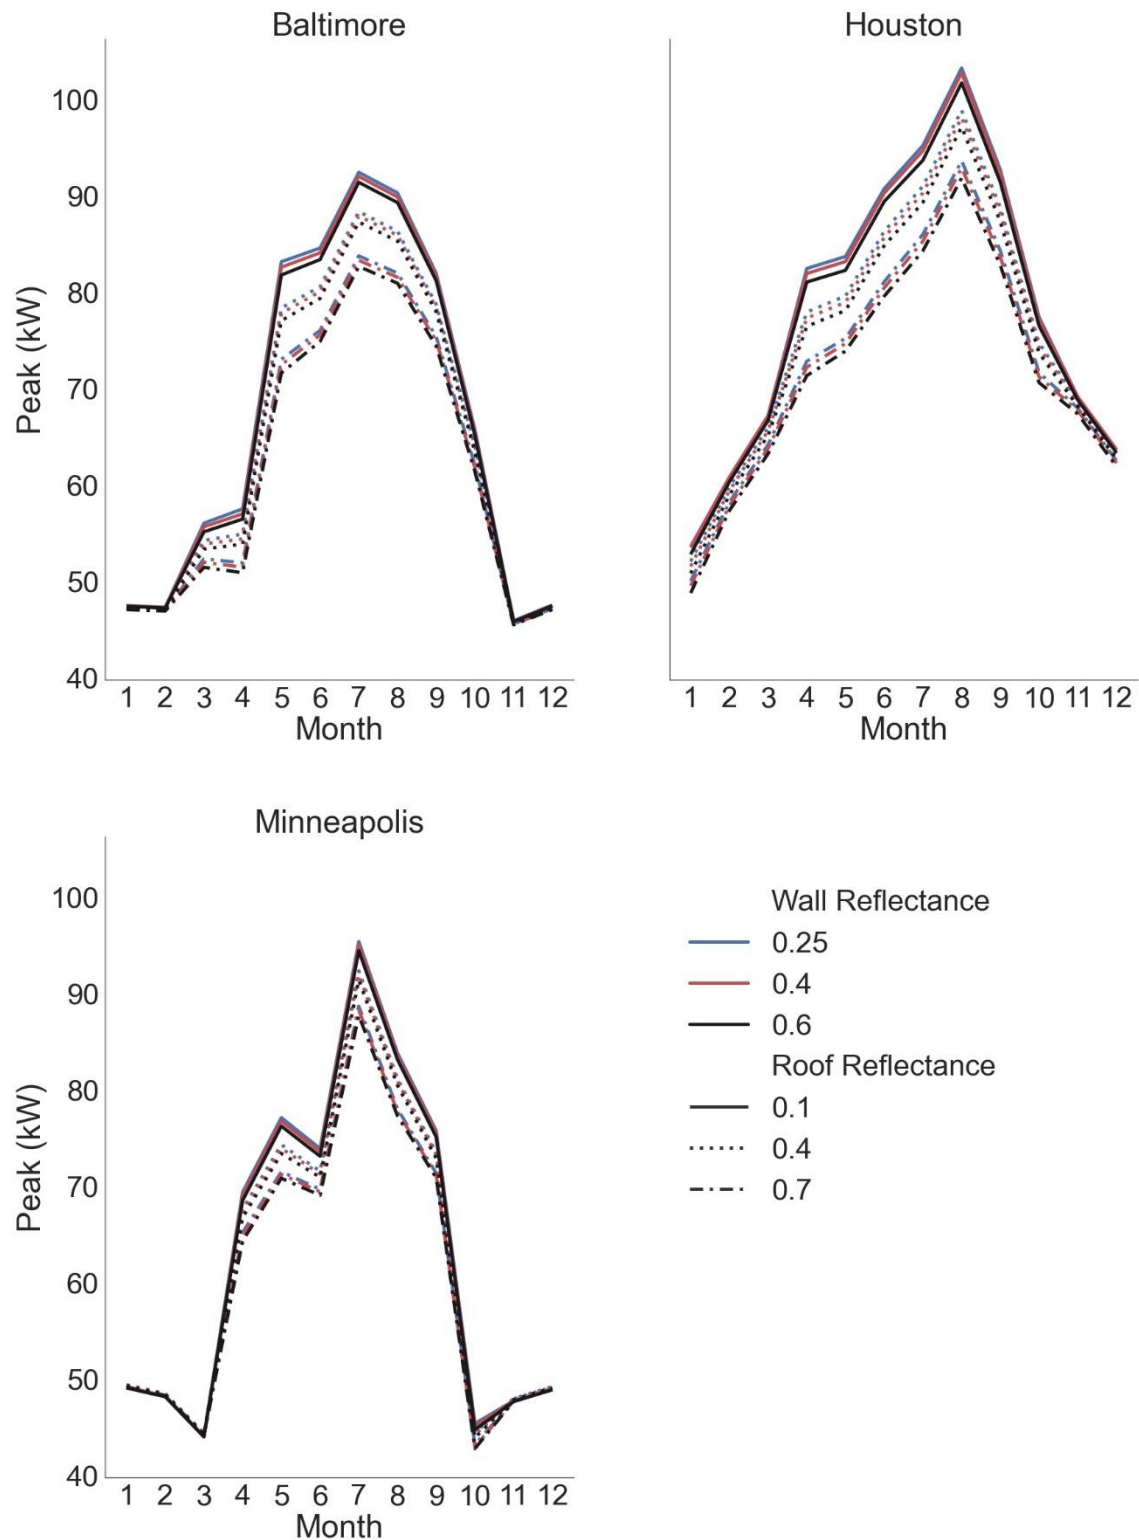 Baltimore
Houston
Peak (kW)
100
90
80
70
60
50
40
1 2 3 4 5 6 7 8 9 10 11 12
Month
1 2 3 4 5 6 7 8 9 10 11 12
Month
Minneapolis
Peak (kW)
100
90
80
70
60
50
40
1 2 3 4 5 6 7 8 9 10 11 12
Month
Wall Reflectance
0.25
0.4
0.6
Roof Reflectance
0.1
0.4
0.7